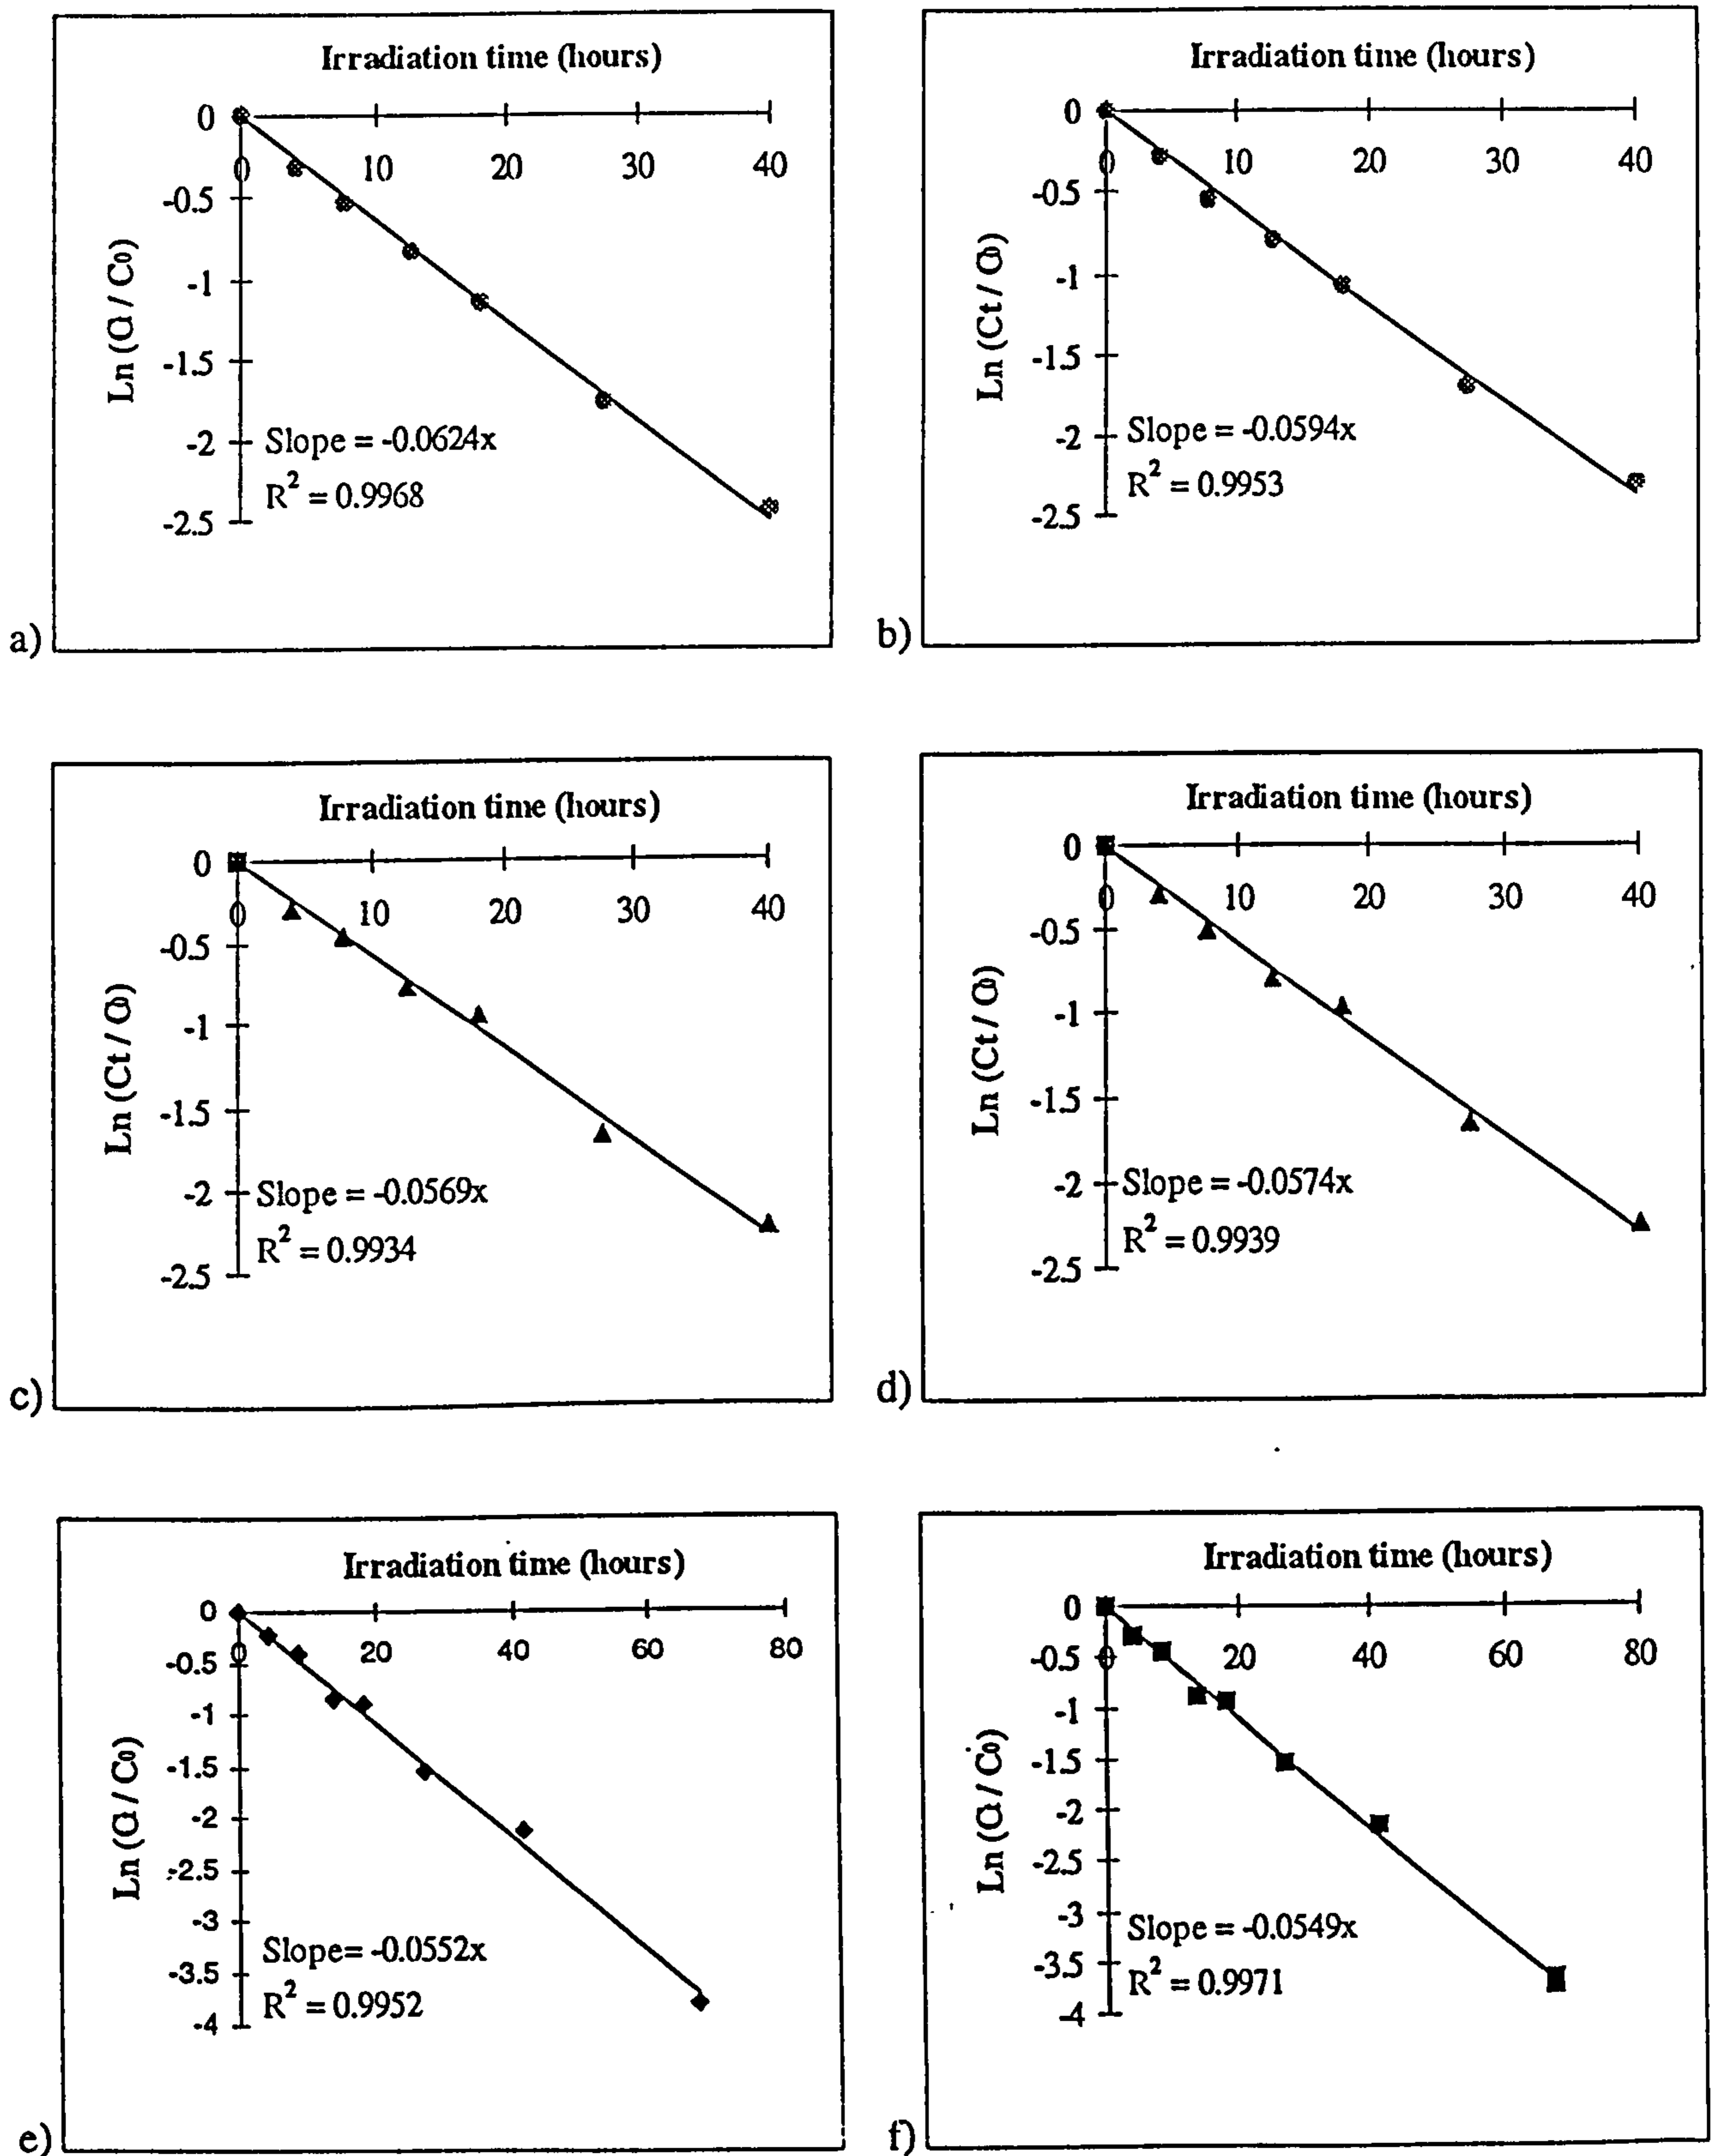 Irradiation time (hours)
0
0 10 20 30 40
-0.5
-1
-1.5
-2
-2.5
Ln (Ct / C0)
Slope = -0.0624x
R² = 0.9968
a)
Irradiation time (hours)
0
0 10 20 30 40
-0.5
-1
-1.5
-2
-2.5
Ln (Ct / C0)
Slope = -0.0594x
R² = 0.9953
b)
Irradiation time (hours)
0
0 10 20 30 40
-0.5
-1
-1.5
-2
-2.5
Ln (Ct / C0)
Slope = -0.0569x
R² = 0.9934
c)
Irradiation time (hours)
0
0 10 20 30 40
-0.5
-1
-1.5
-2
-2.5
Ln (Ct / C0)
Slope = -0.0574x
R² = 0.9939
d)
Irradiation time (hours)
0
0 20 40 60 80
-0.5
-1
-1.5
-2
-2.5
-3
-3.5
-4
Ln (Ct / C0)
Slope= -0.0552x
R² = 0.9952
e)
Irradiation time (hours)
0
0 20 40 60 80
-0.5
-1
-1.5
-2
-2.5
-3
-3.5
-4
Ln (Ct / C0)
Slope = -0.0549x
R² = 0.9971
f)